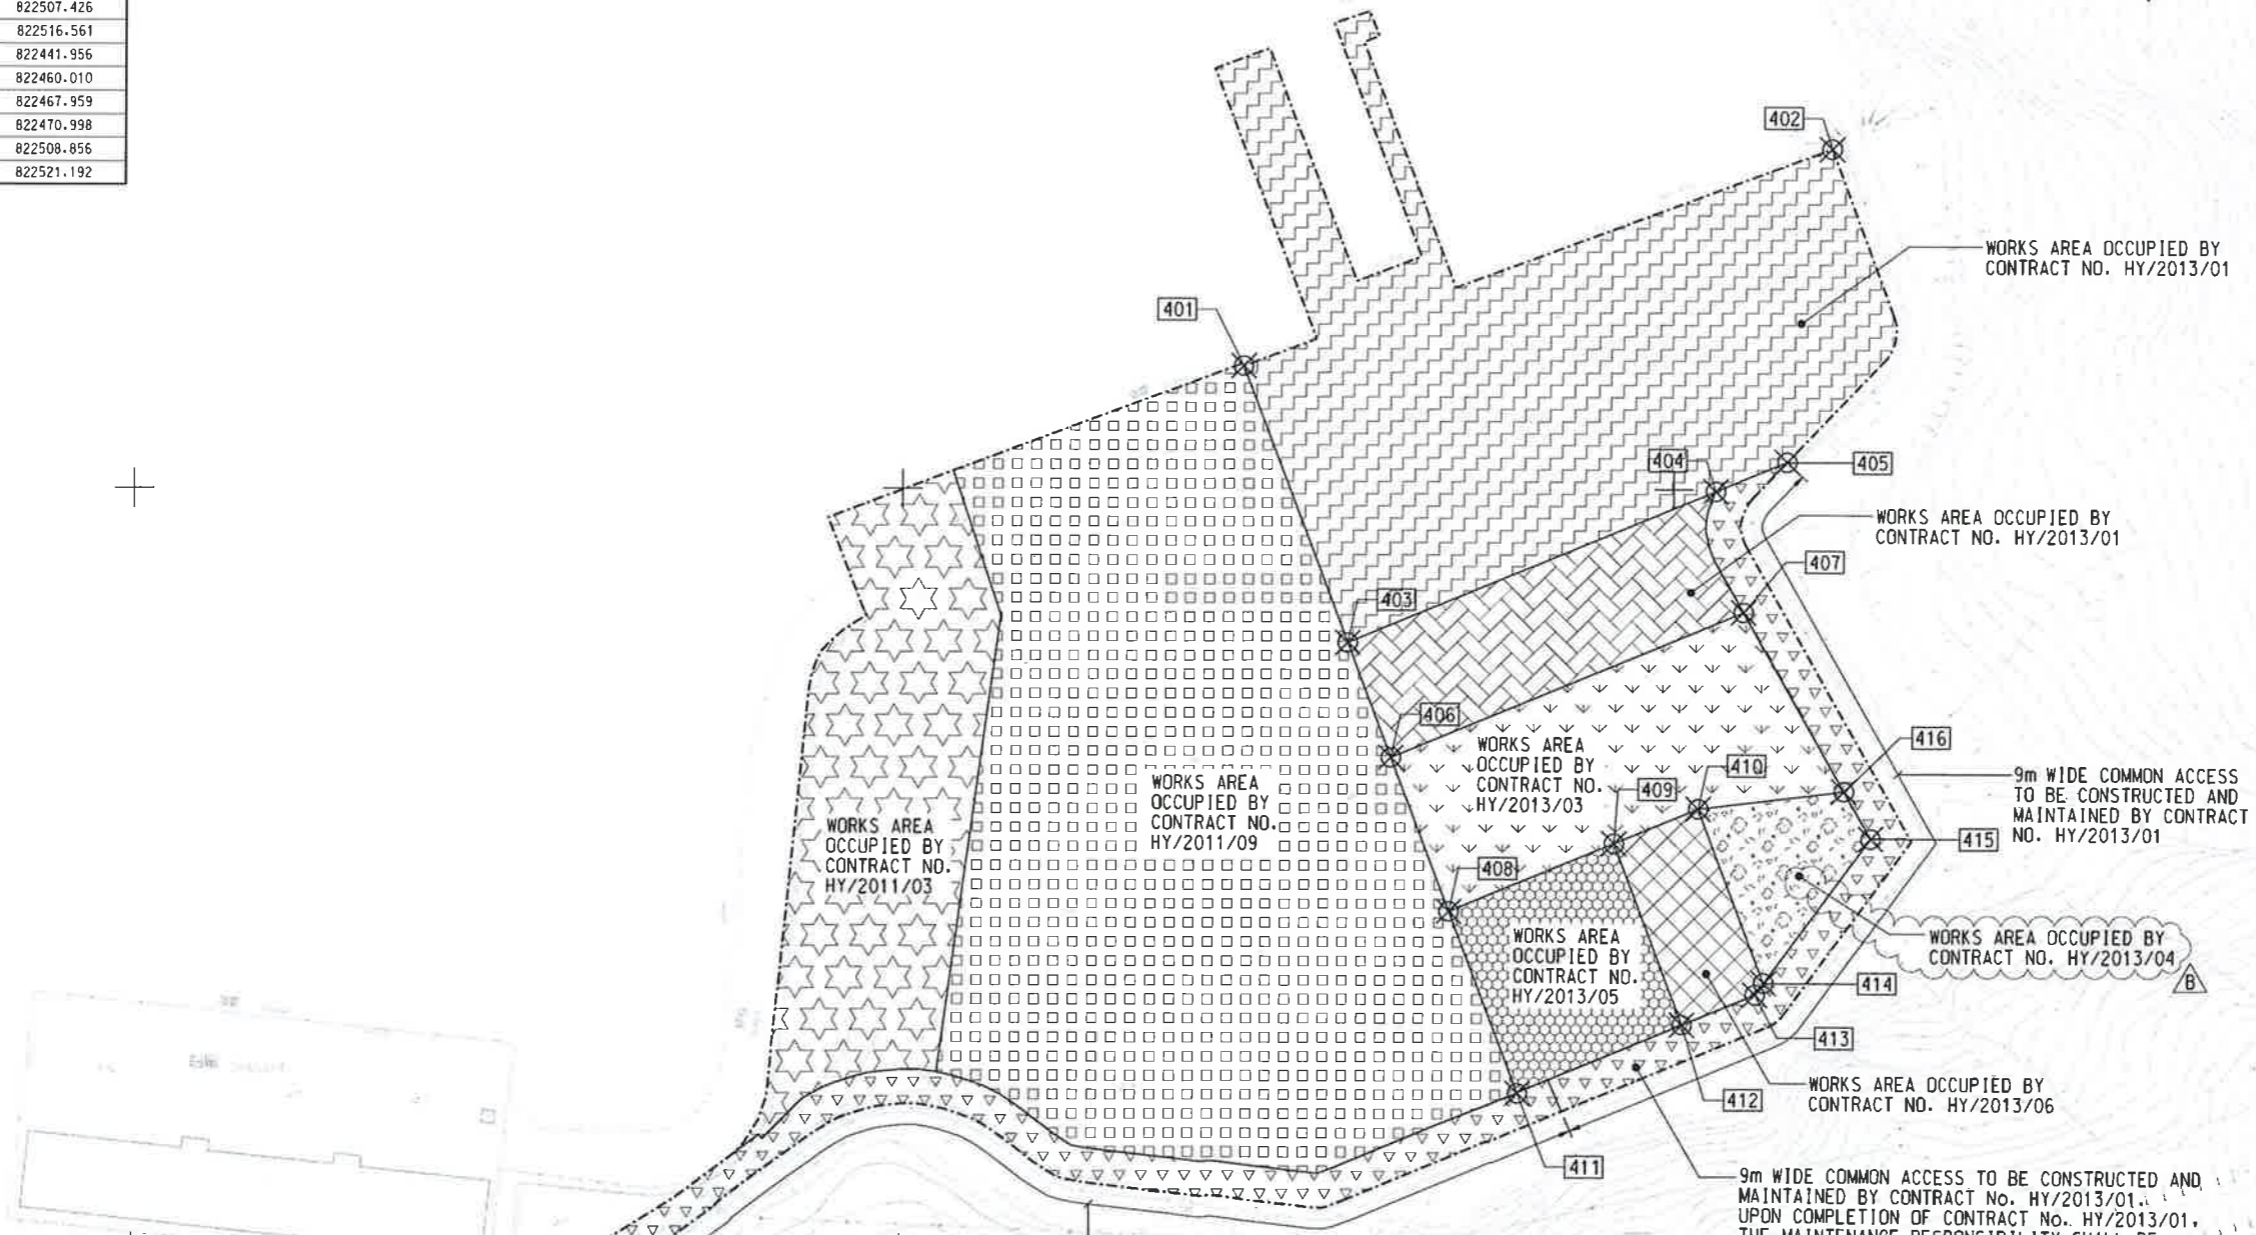 822507.426
822516.561
822441.956
822460.010
822467.959
822470.998
822508.856
822521.192
402
WORKS AREA OCCUPIED BY
CONTRACT NO. HY/2013/01
401
404
405
WORKS AREA OCCUPIED BY
CONTRACT NO. HY/2013/01
407
403
406
416
WORKS AREA
OCCUPIED BY
CONTRACT NO.
HY/2013/03
410
409
9m WIDE COMMON ACCESS
TO BE CONSTRUCTED AND
MAINTAINED BY CONTRACT
NO. HY/2013/01
WORKS AREA
OCCUPIED BY
CONTRACT NO.
HY/2011/09
WORKS AREA
OCCUPIED BY
CONTRACT NO.
HY/2011/03
415
408
WORKS AREA
OCCUPIED BY
CONTRACT NO.
HY/2013/05
WORKS AREA OCCUPIED BY
CONTRACT NO. HY/2013/04
B
414
413
WORKS AREA OCCUPIED BY
CONTRACT NO. HY/2013/06
412
411
9m WIDE COMMON ACCESS TO BE CONSTRUCTED AND
MAINTAINED BY CONTRACT No. HY/2013/01.
UPON COMPLETION OF CONTRACT No. HY/2013/01,
THE MAINTENANCE RESPONSIBILITY SHALL BE